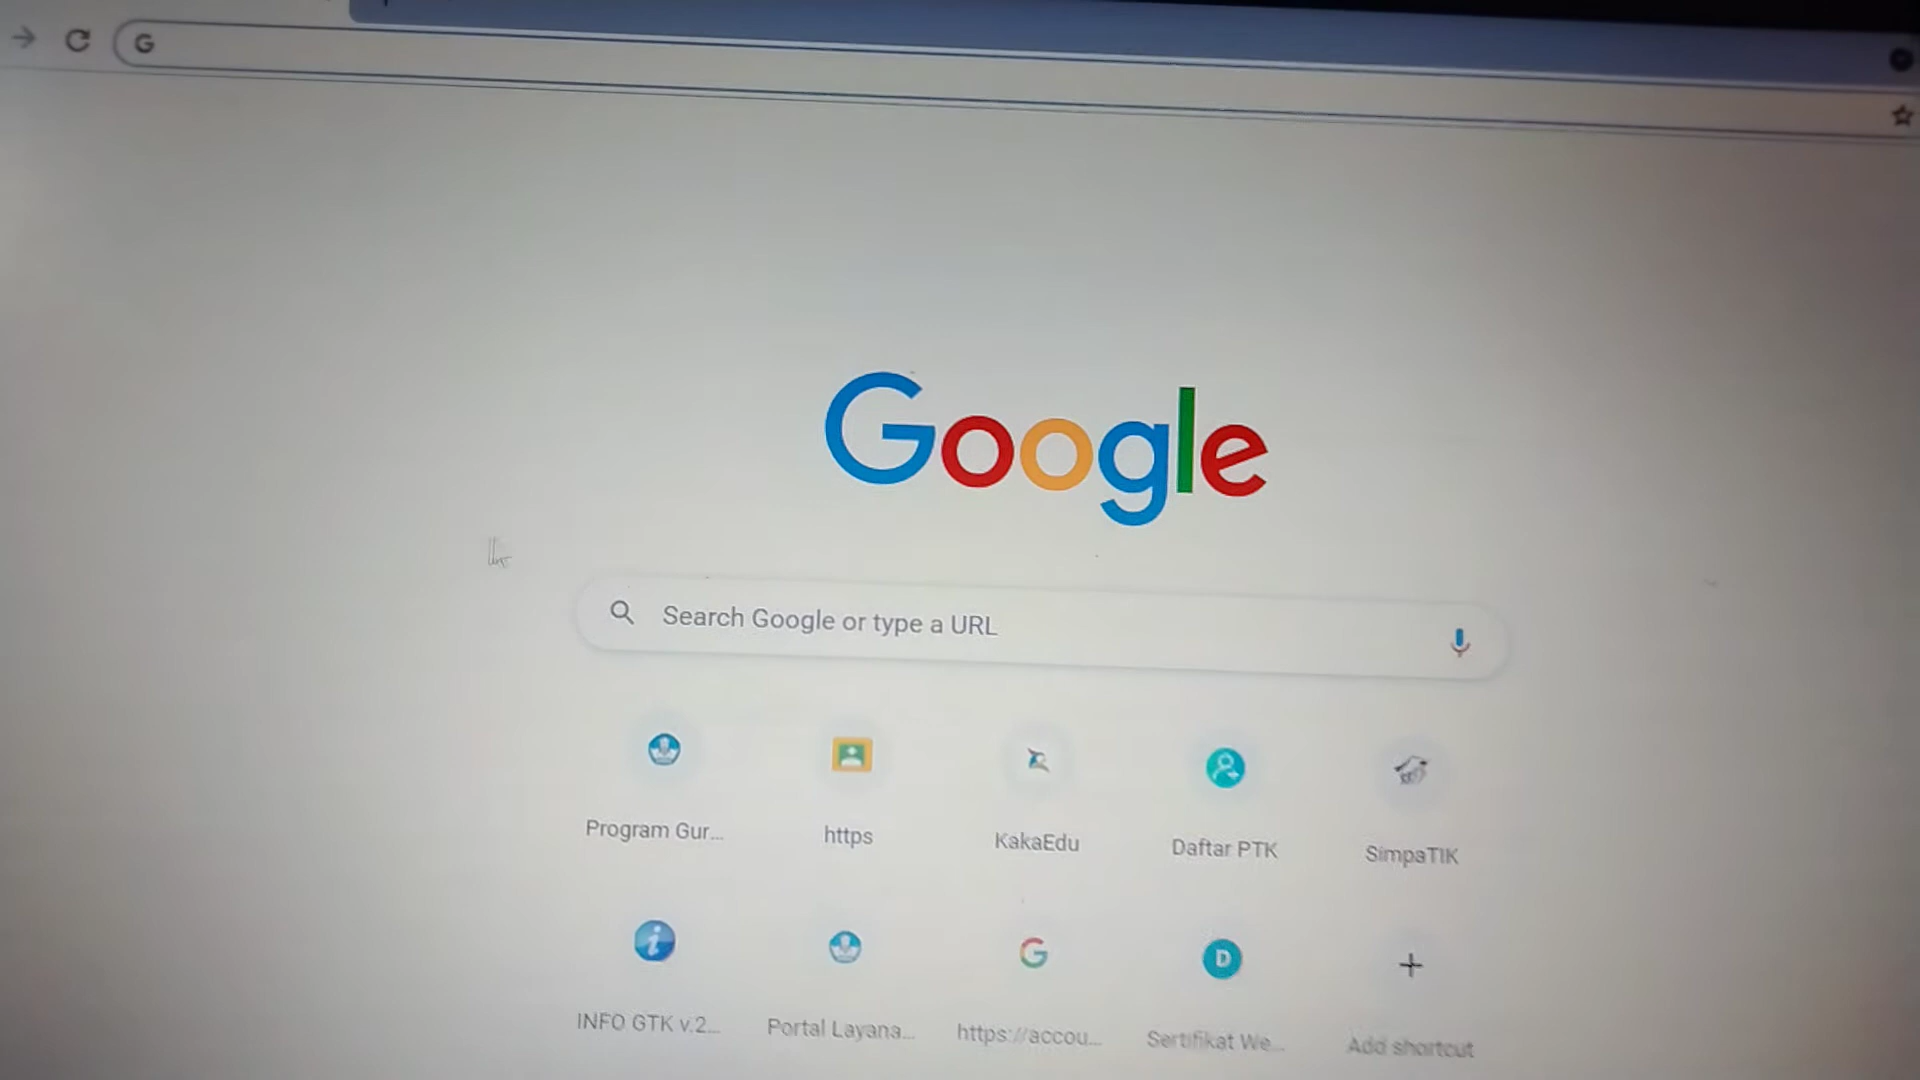 Google
Search Google or type a URL
Program Gur...
https
KakaEdu
Daftar PTK
SimpaTIK
INFO GTK v.2...
Portal Layana...
https://accou...
Sertifikat We...
Add shortcut